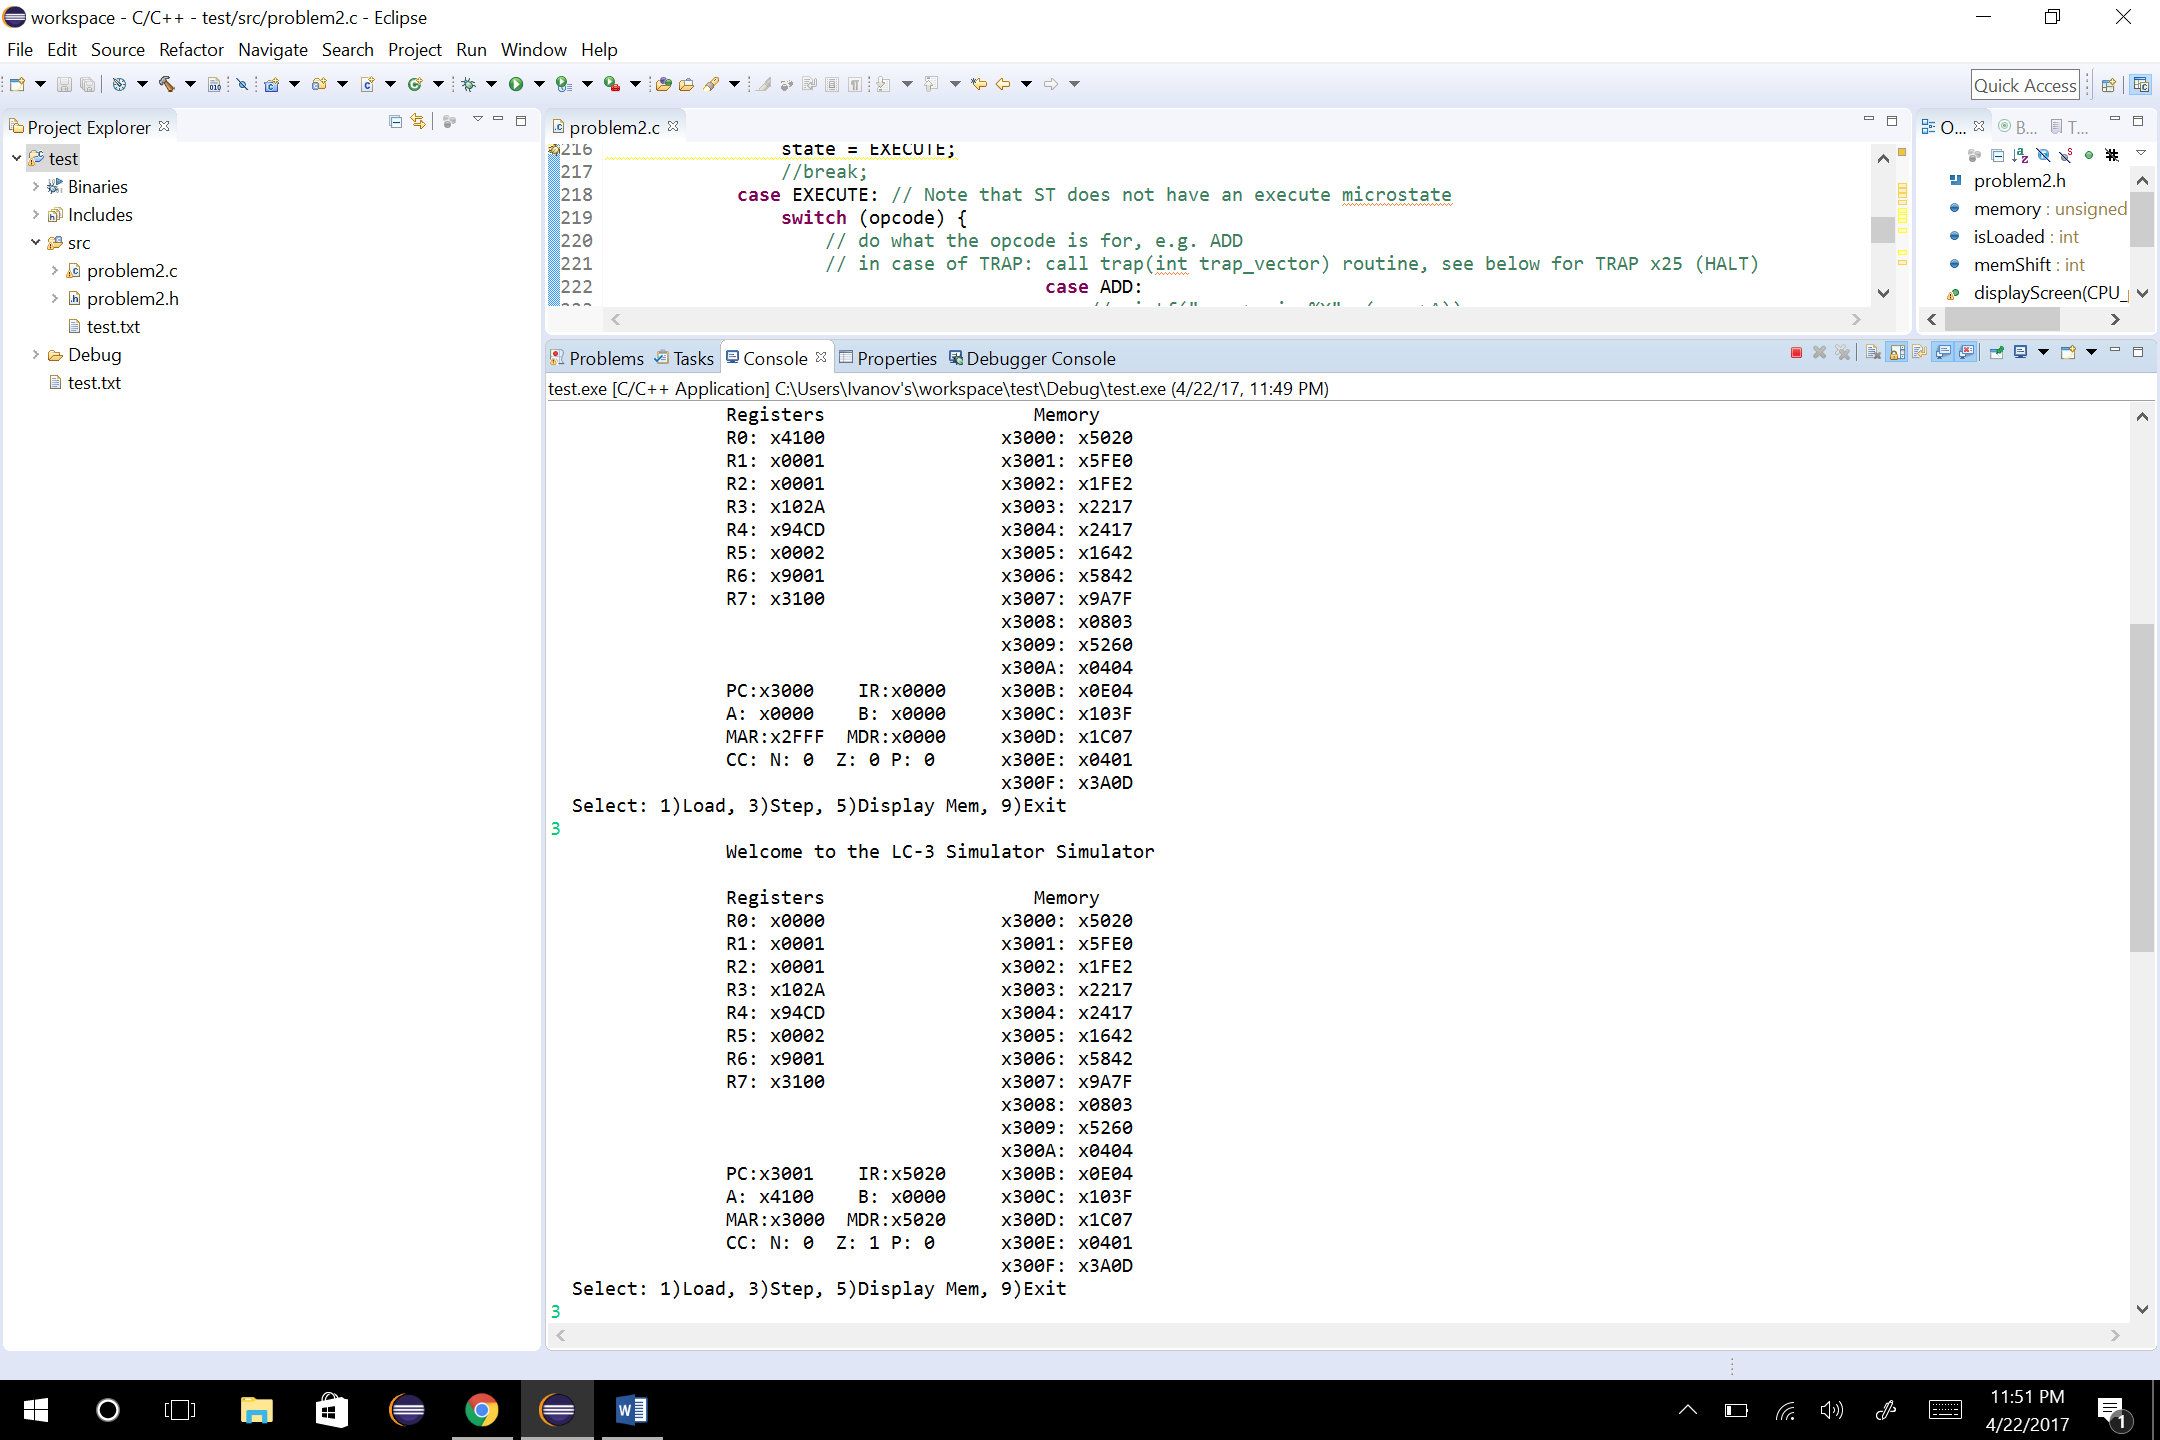 workspace - C/C++ - test/src/problem2.c - Eclipse
File Edit Source Refactor Navigate Search Project Run Window Help
Quick Access
Project Explorer
test
Binaries
Includes
src
problem2.c
problem2.h
test.txt
Debug
test.txt
problem2.c
216 state = EXECUTE;
217 //break;
218 case EXECUTE: // Note that ST does not have an execute microstate
219 switch (opcode) {
220 // do what the opcode is for, e.g. ADD
221 // in case of TRAP: call trap(int trap_vector) routine, see below for TRAP x25 (HALT)
222 case ADD:
O... B... T...
problem2.h
memory : unsigned
isLoaded : int
memShift : int
displayScreen(CPU_
Problems Tasks Console Properties Debugger Console
test.exe [C/C++ Application] C:\Users\Ivanov's\workspace\test\Debug\test.exe (4/22/17, 11:49 PM)
Registers Memory
R0: x4100 x3000: x5020
R1: x0001 x3001: x5FE0
R2: x0001 x3002: x1FE2
R3: x102A x3003: x2217
R4: x94CD x3004: x2417
R5: x0002 x3005: x1642
R6: x9001 x3006: x5842
R7: x3100 x3007: x9A7F
x3008: x0803
x3009: x5260
x300A: x0404
PC:x3000 IR:x0000 x300B: x0E04
A: x0000 B: x0000 x300C: x103F
MAR:x2FFF MDR:x0000 x300D: x1C07
CC: N: 0 Z: 0 P: 0 x300E: x0401
x300F: x3A0D
Select: 1)Load, 3)Step, 5)Display Mem, 9)Exit
3
Welcome to the LC-3 Simulator Simulator
Registers Memory
R0: x0000 x3000: x5020
R1: x0001 x3001: x5FE0
R2: x0001 x3002: x1FE2
R3: x102A x3003: x2217
R4: x94CD x3004: x2417
R5: x0002 x3005: x1642
R6: x9001 x3006: x5842
R7: x3100 x3007: x9A7F
x3008: x0803
x3009: x5260
x300A: x0404
PC:x3001 IR:x5020 x300B: x0E04
A: x4100 B: x0000 x300C: x103F
MAR:x3000 MDR:x5020 x300D: x1C07
CC: N: 0 Z: 1 P: 0 x300E: x0401
x300F: x3A0D
Select: 1)Load, 3)Step, 5)Display Mem, 9)Exit
3
11:51 PM
4/22/2017
1